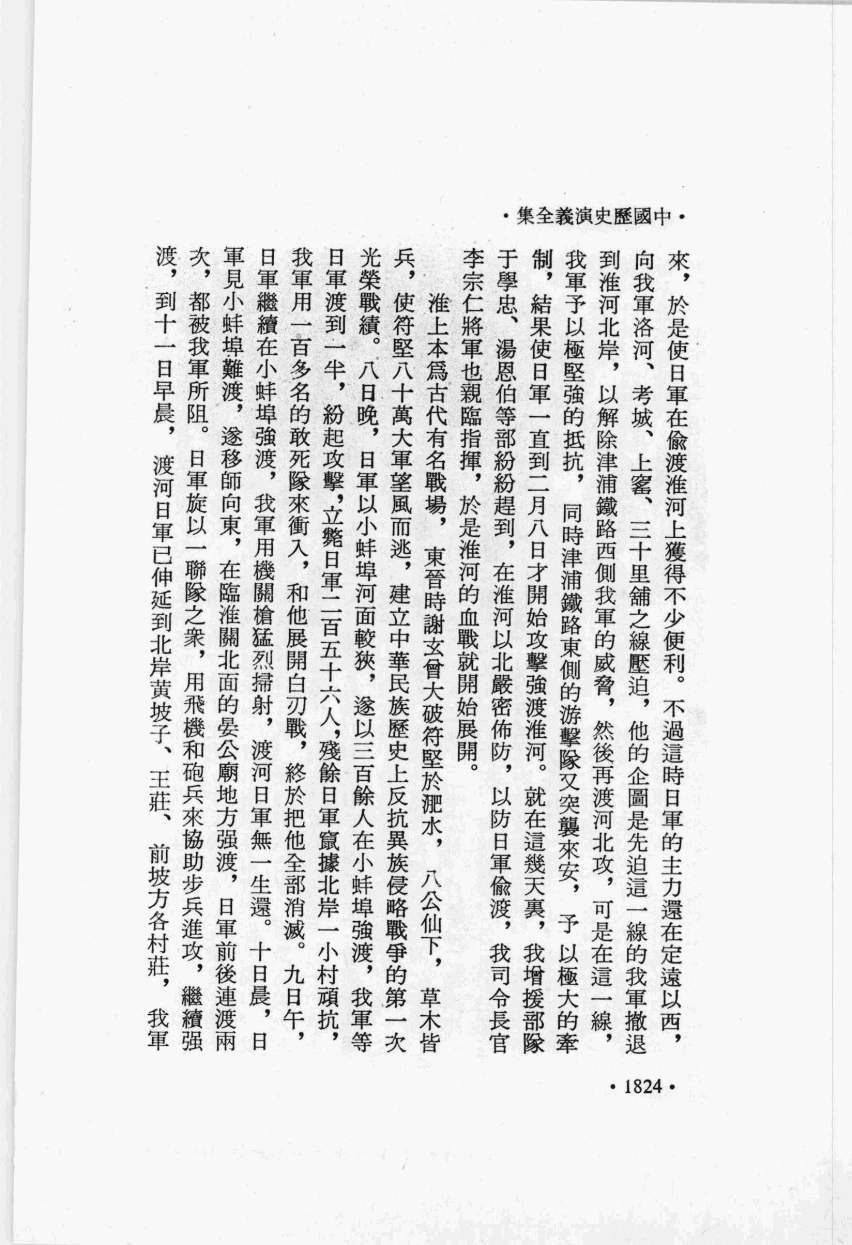 ·中國歷史演義全集·
來，於是使日軍在偷渡淮河上獲得不少便利。不過這時日軍的主力還在定遠以西，
向我軍洛河、考城、上窰、三十里舖之線壓迫，他的企圖是先迫這一線的我軍撤退
到淮河北岸，以解除津浦鐵路西側我軍的威脅，然後再渡河北攻，可是在這一線，
我軍予以極堅強的抵抗，同時津浦鐵路東側的游擊隊又突襲來安，予以極大的牽
制，結果使日軍一直到二月八日才開始攻擊強渡淮河。就在這幾天裏，我增援部隊
于學忠、湯恩伯等部紛紛趕到，在淮河以北嚴密佈防，以防日軍偷渡，我司令長官
李宗仁將軍也親臨指揮，於是淮河的血戰就開始展開。
淮上本爲古代有名戰場，東晉時謝玄曾大破符堅於淝水，八公仙下，草木皆
兵，使符堅八十萬大軍望風而逃，建立中華民族歷史上反抗異族侵略戰爭的第一次
光榮戰績。八日晚，日軍以小蚌埠河面較狹，遂以三百餘人在小蚌埠強渡，我軍等
日軍渡到一半，紛起攻擊，立斃日軍二百五十六人，殘餘日軍竄據北岸一小村頑抗，
我軍用一百多名的敢死隊來衝入，和他展開白刃戰，終於把他全部消滅。九日午，
日軍繼續在小蚌埠強渡，我軍用機關槍猛烈掃射，渡河日軍無一生還。十日晨，日
軍見小蚌埠難渡，遂移師向東，在臨淮關北面的晏公廟地方强渡，日軍前後連渡兩
次，都被我軍所阻。日軍旋以一聯隊之衆，用飛機和砲兵來協助步兵進攻，繼續强
渡，到十一日早晨，渡河日軍已伸延到北岸黄坡子、王莊、前坡方各村莊，我軍
·1824·